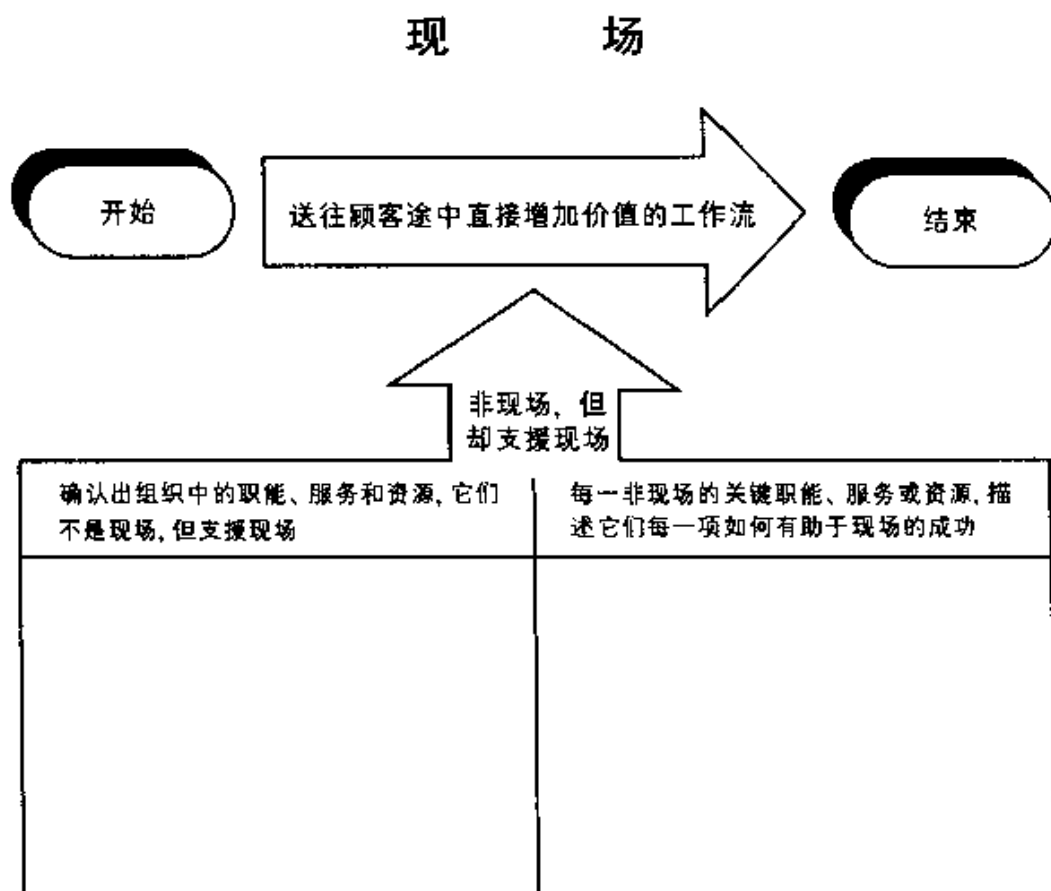 现 场
开始
送往顾客途中直接增加价值的工作流
结束
非现场，但
却支援现场
确认出组织中的职能、服务和资源，它们
不是现场，但支援现场
每一非现场的关键职能、服务或资源，描
述它们每一项如何有助于现场的成功